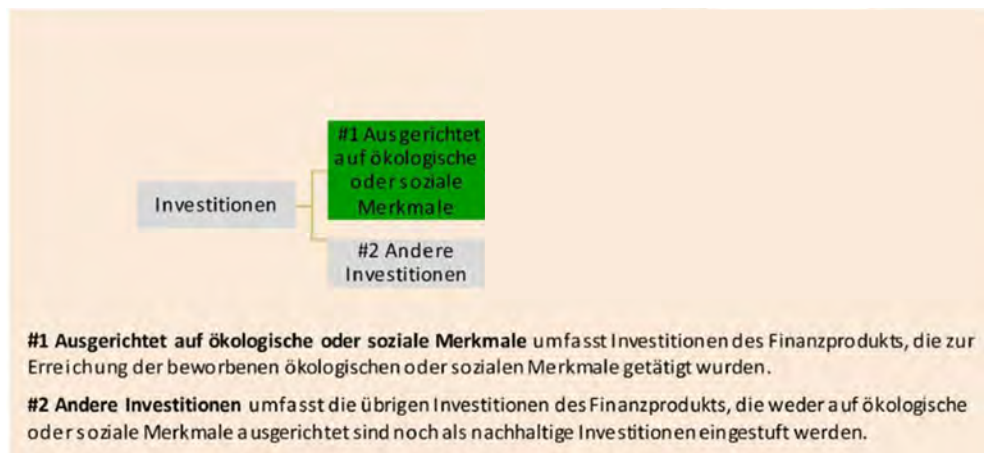 #1 Ausgerichtet
auf ökologische
oder soziale
Merkmale
Investitionen
#2 Andere
Investitionen
#1 Ausgerichtet auf ökologische oder soziale Merkmale umfasst Investitionen des Finanzprodukts, die zur
Erreichung der beworbenen ökologischen oder sozialen Merkmale getätigt wurden.
#2 Andere Investitionen umfasst die übrigen Investitionen des Finanzprodukts, die weder auf ökologische
oder soziale Merkmale ausgerichtet sind noch als nachhaltige Investitionen eingestuft werden.